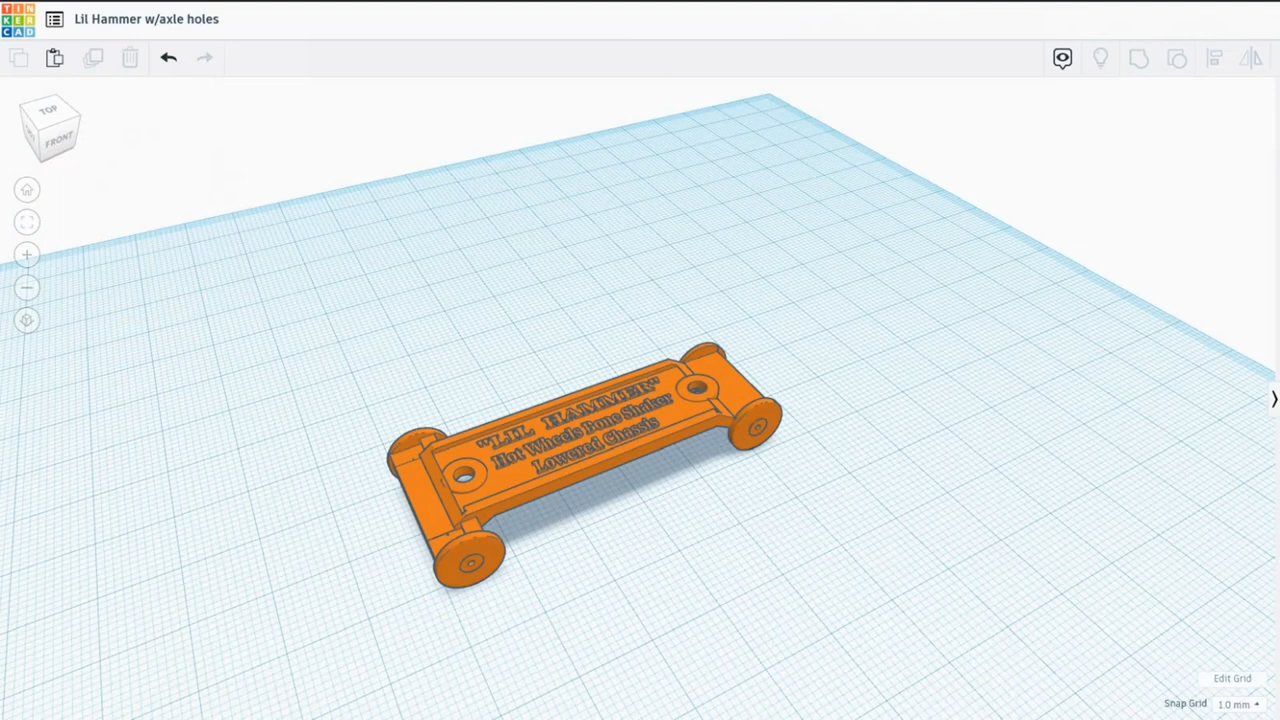 TIN
KER
CAD
Lil Hammer w/axle holes
TOP
FRONT
"LIL HAMMER"
Hot Wheels Bone Shaker
Lowered Chassis
Edit Grid
Snap Grid 1.0 mm